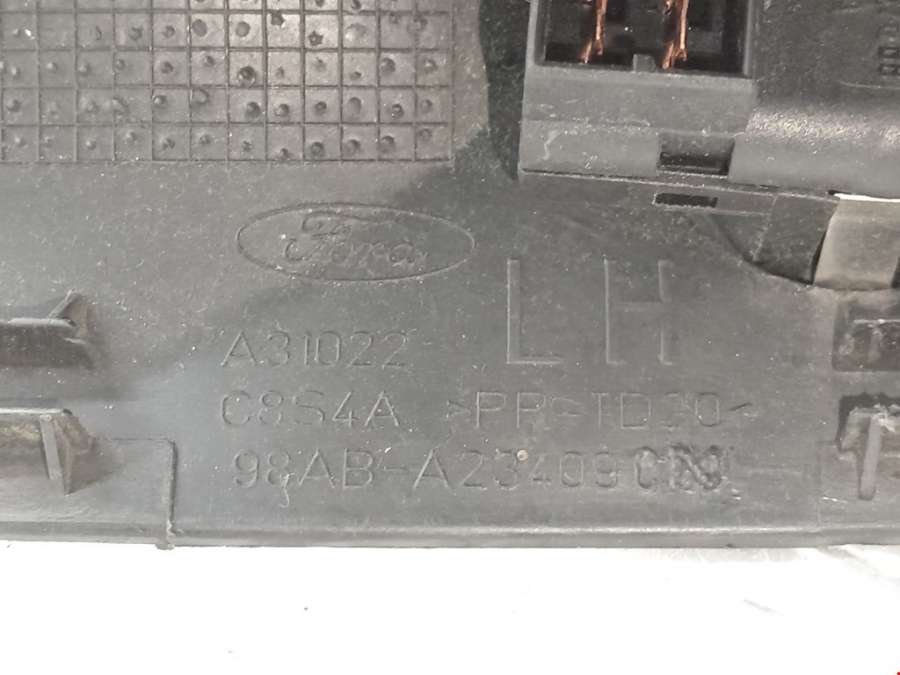 Ford
LH
A31022
C8S4A >PP-TD20<
98AB-A23409